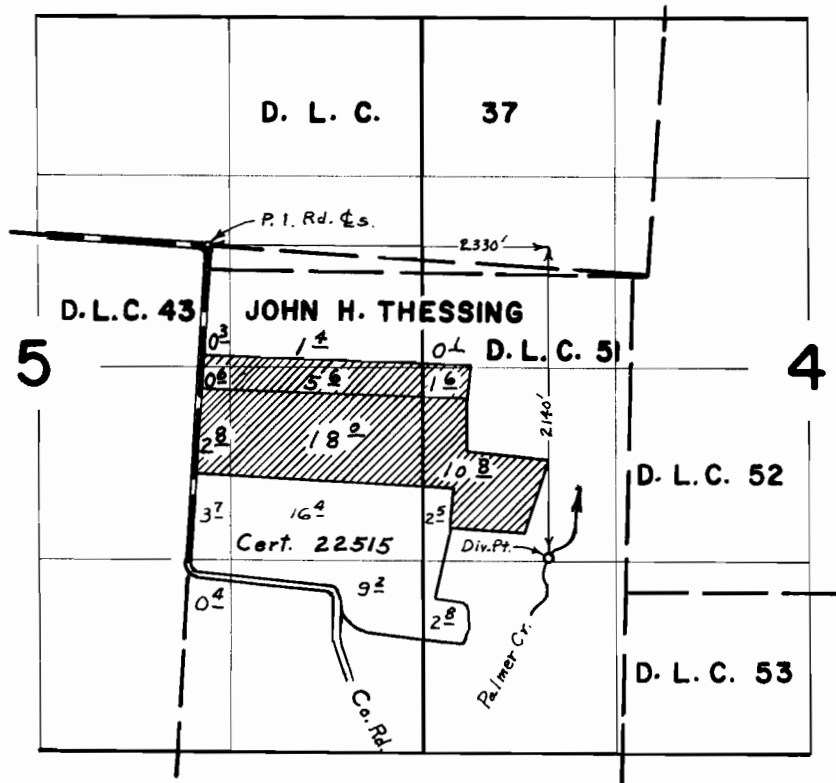 D. L. C. 37
P. I. Rd. ℄s.
2330'
D. L. C. 43
JOHN H. THESSING
D. L. C. 51
0 3
1 4
0 1
5
4
0 6
5 6
1 6
2140'
2 8
18 0
10 8
D. L. C. 52
3 7
16 4
2 5
Cert. 22515
Div. Pt.
0 4
9 2
2 8
Palmer Cr.
D. L. C. 53
Co. Rd.